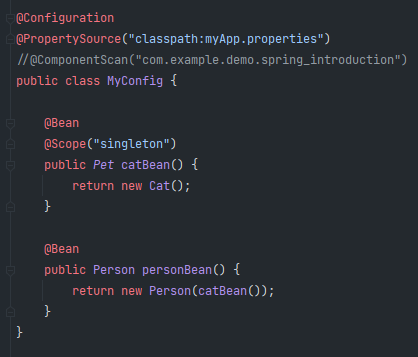 @Configuration
@PropertySource("classpath:myApp.properties")
//@ComponentScan("com.example.demo.spring_introduction")
public class MyConfig {
@Bean
@Scope("singleton")
public Pet catBean() {
return new Cat();
}
@Bean
public Person personBean() {
return new Person(catBean());
}
}